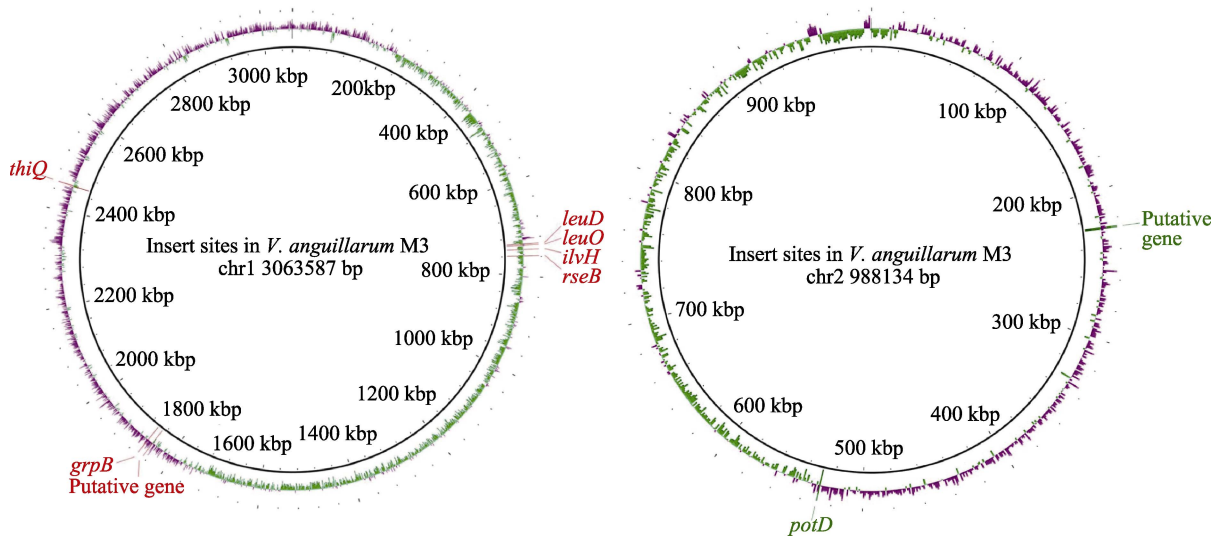 3000 kbp
200kbp
2800 kbp
400 kbp
2600 kbp
600 kbp
thiQ
2400 kbp
leuD
leuO
ilvH
rseB
Insert sites in V. anguillarum M3
chr1 3063587 bp
800 kbp
2200 kbp
1000 kbp
2000 kbp
1200 kbp
1800 kbp
1400 kbp
1600 kbp
grpB
Putative gene
900 kbp
100 kbp
800 kbp
200 kbp
Putative
gene
Insert sites in V. anguillarum M3
chr2 988134 bp
700 kbp
300 kbp
600 kbp
400 kbp
500 kbp
potD